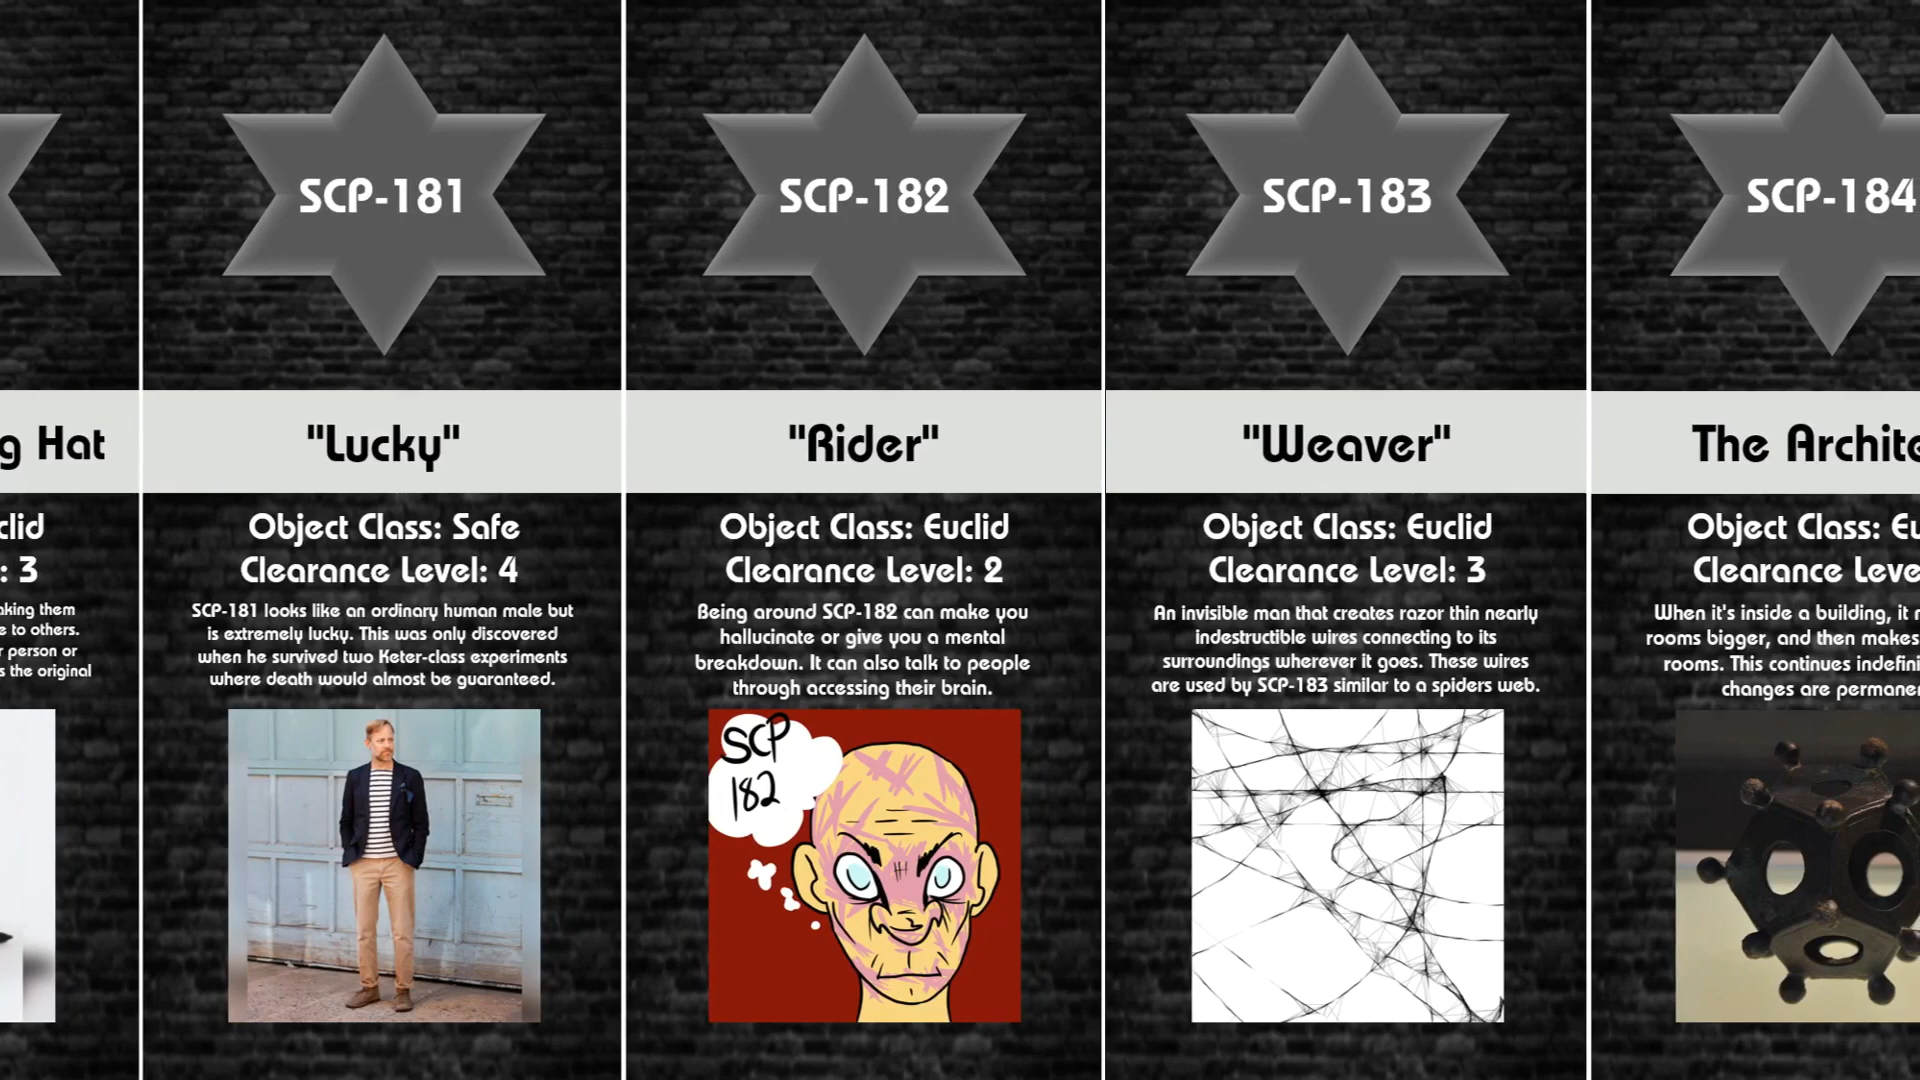 g Hat
clid
: 3
aking them
e to others.
r person or
s the original
SCP-181
"Lucky"
Object Class: Safe
Clearance Level: 4
SCP-181 looks like an ordinary human male but
is extremely lucky. This was only discovered
when he survived two Keter-class experiments
where death would almost be guaranteed.
SCP-182
"Rider"
Object Class: Euclid
Clearance Level: 2
Being around SCP-182 can make you
hallucinate or give you a mental
breakdown. It can also talk to people
through accessing their brain.
SCP
182
SCP-183
"Weaver"
Object Class: Euclid
Clearance Level: 3
An invisible man that creates razor thin nearly
indestructible wires connecting to its
surroundings wherever it goes. These wires
are used by SCP-183 similar to a spiders web.
SCP-184
The Archite
Object Class: Eu
Clearance Leve
When it's inside a building, it r
rooms bigger, and then makes
rooms. This continues indefini
changes are permaner